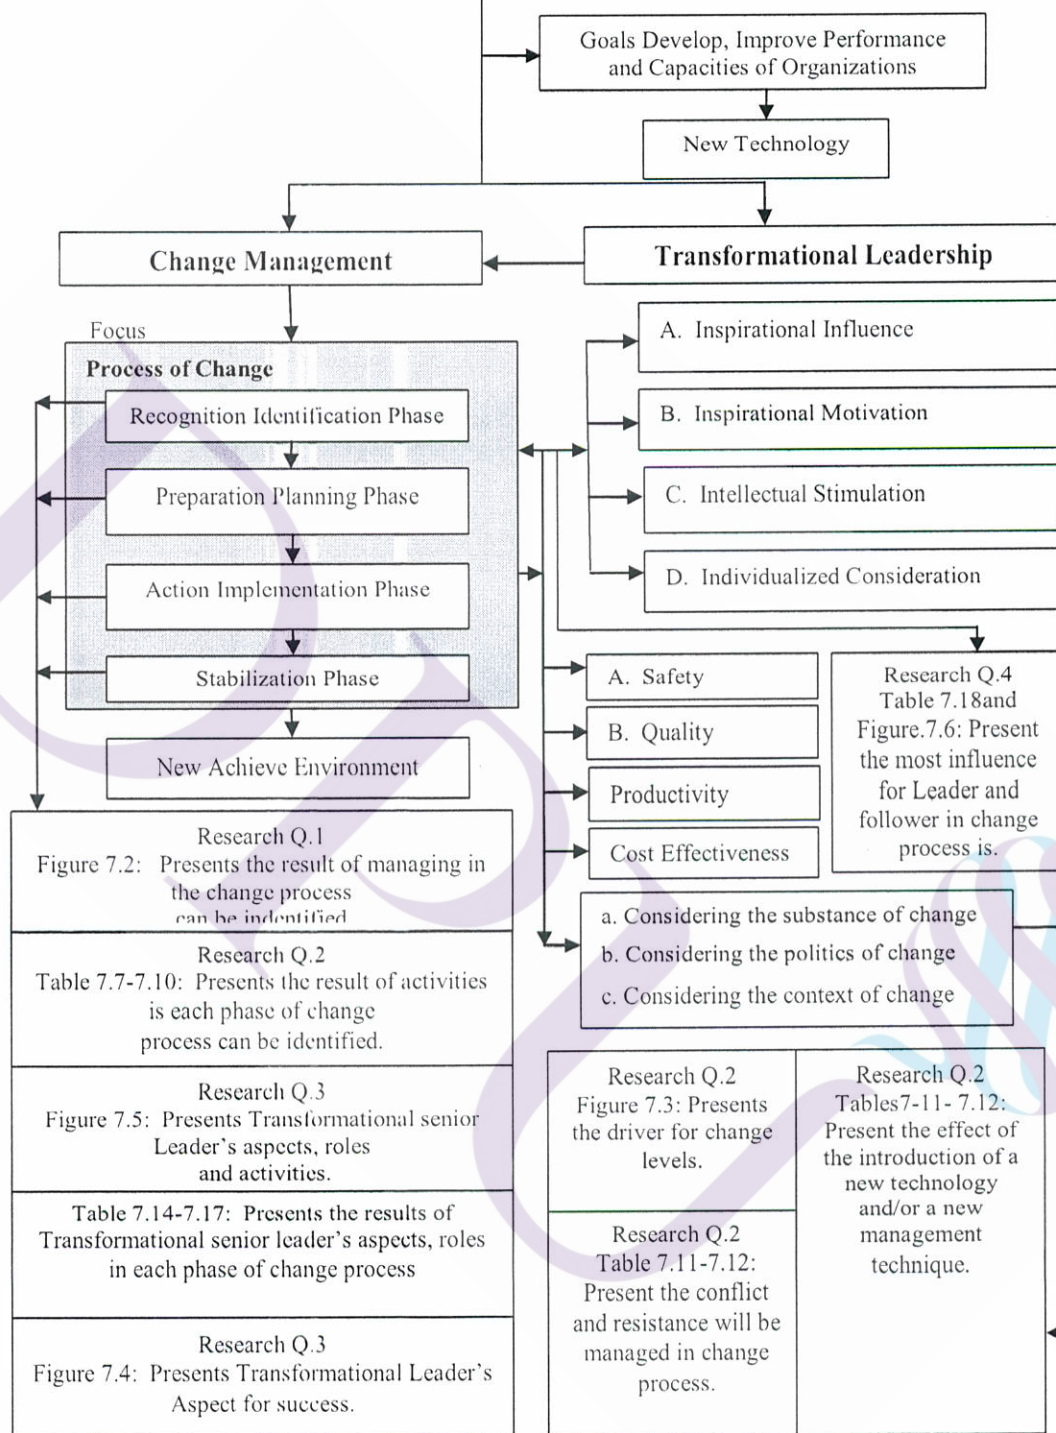 Goals Develop, Improve Performance
and Capacities of Organizations
New Technology
Change Management
Transformational Leadership
Focus
Process of Change
Recognition Identification Phase
Preparation Planning Phase
Action Implementation Phase
Stabilization Phase
New Achieve Environment
A. Inspirational Influence
B. Inspirational Motivation
C. Intellectual Stimulation
D. Individualized Consideration
A. Safety
B. Quality
Productivity
Cost Effectiveness
Research Q.4
Table 7.18and
Figure.7.6: Present
the most influence
for Leader and
follower in change
process is.
a. Considering the substance of change
b. Considering the politics of change
c. Considering the context of change
Research Q.1
Figure 7.2: Presents the result of managing in
the change process
can be indentified
Research Q.2
Table 7.7-7.10: Presents the result of activities
is each phase of change
process can be identified.
Research Q.3
Figure 7.5: Presents Transformational senior
Leader's aspects, roles
and activities.
Table 7.14-7.17: Presents the results of
Transformational senior leader's aspects, roles
in each phase of change process
Research Q.3
Figure 7.4: Presents Transformational Leader's
Aspect for success.
Research Q.2
Figure 7.3: Presents
the driver for change
levels.
Research Q.2
Table 7.11-7.12:
Present the conflict
and resistance will be
managed in change
process.
Research Q.2
Tables7-11- 7.12:
Present the effect of
the introduction of a
new technology
and/or a new
management
technique.